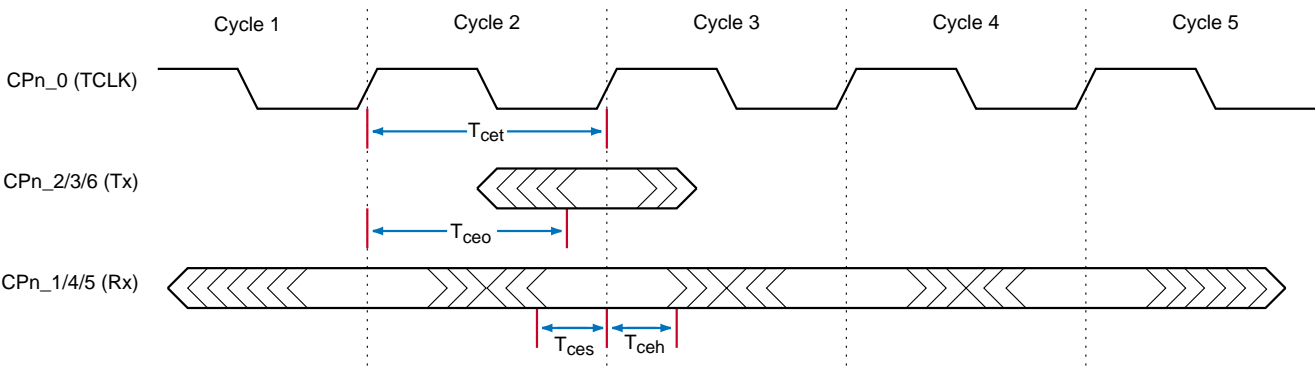 Cycle 1 Cycle 2 Cycle 3 Cycle 4 Cycle 5
CPn_0 (TCLK)
Tcet
CPn_2/3/6 (Tx)
Tceo
CPn_1/4/5 (Rx)
Tces Tceh